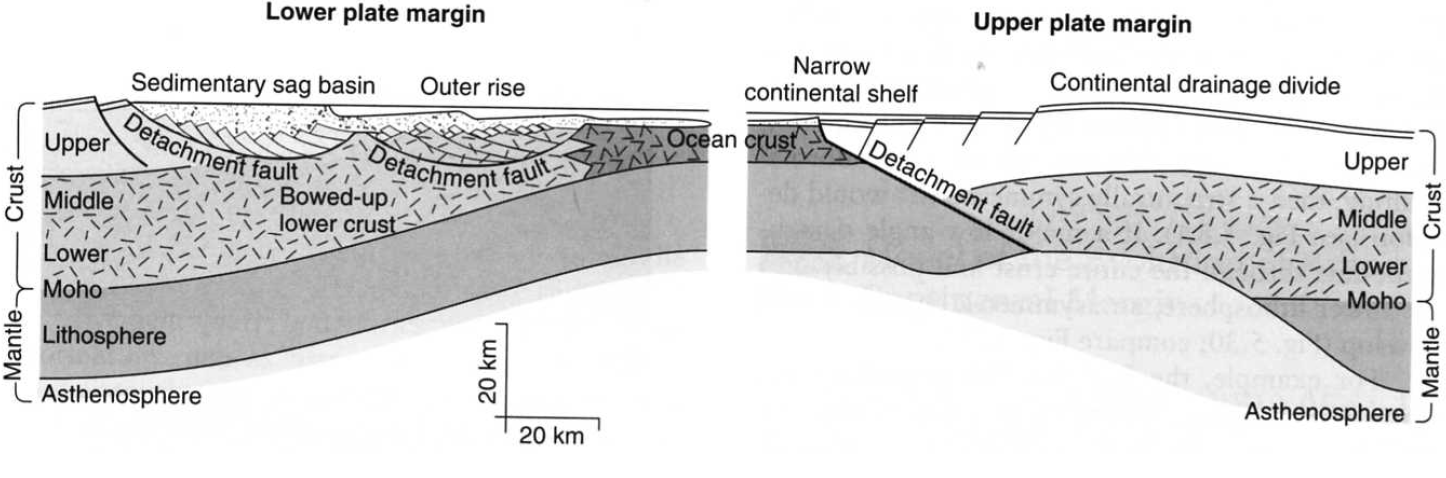 Lower plate margin
Upper plate margin
Sedimentary sag basin
Outer rise
Narrow
continental shelf
Continental drainage divide
Crust
Upper
Detachment fault
Detachment fault
Ocean crust
Detachment fault
Upper
Crust
Middle
Bowed-up
lower crust
Middle
Lower
Lower
Moho
Moho
Mantle
Lithosphere
Mantle
Asthenosphere
20 km
20 km
Asthenosphere